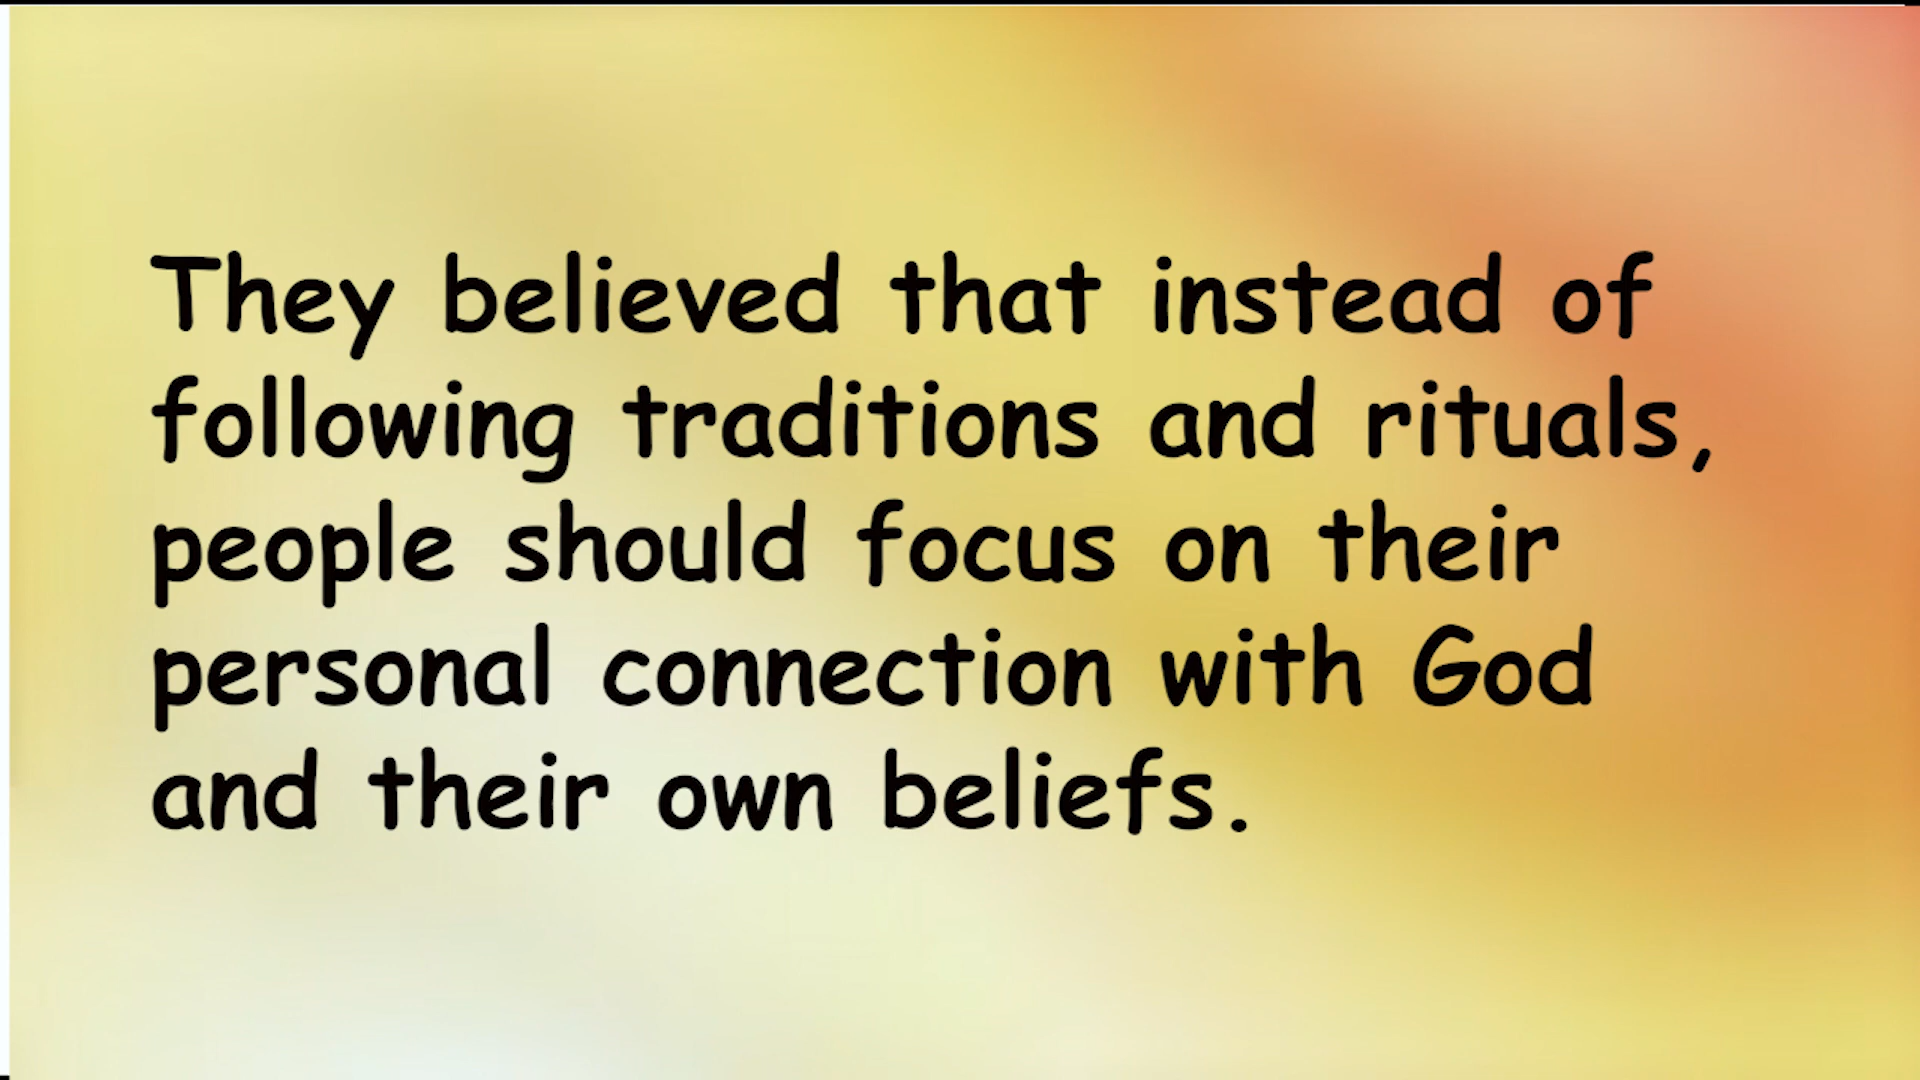 They believed that instead of
following traditions and rituals,
people should focus on their
personal connection with God
and their own beliefs.